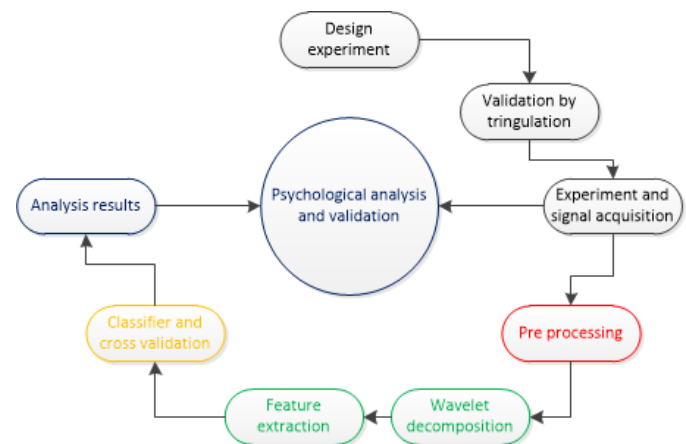 Design
experiment
Validation by
tringulation
Experiment and
signal acquisition
Psychological analysis
and validation
Analysis results
Pre processing
Classifier and
cross validation
Wavelet
decomposition
Feature
extraction